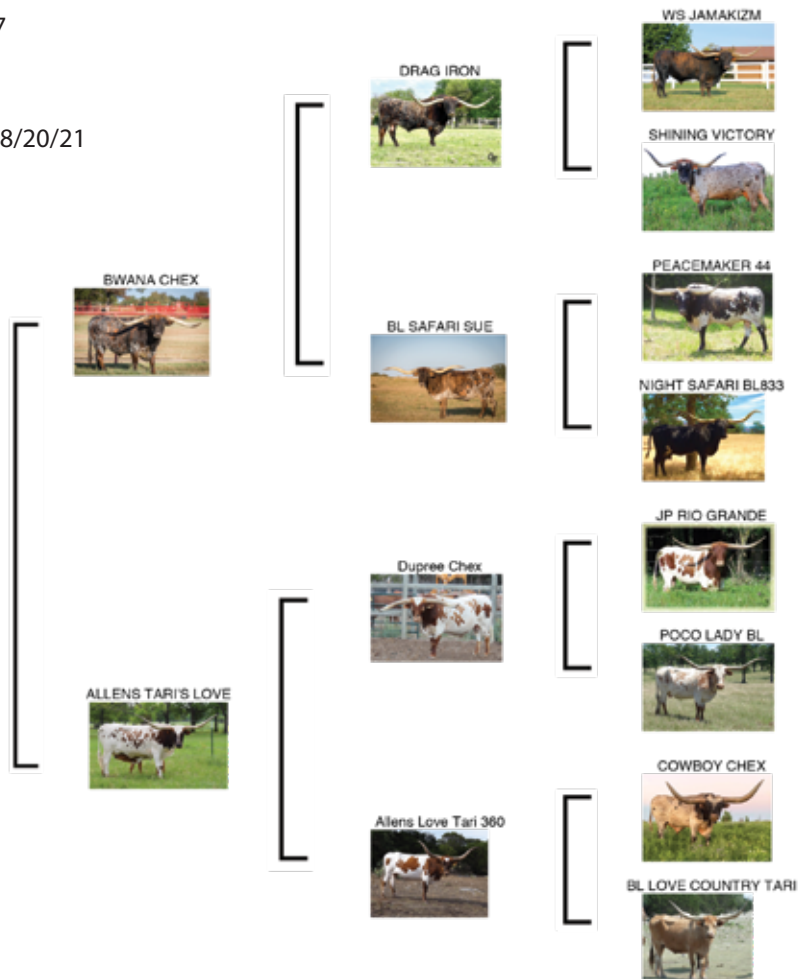 7
8/20/21
BWANA CHEX
ALLENS TARI'S LOVE
DRAG IRON
BL SAFARI SUE
Dupree Chex
Allens Love Tari 360
WS JAMAKIZM
SHINING VICTORY
PEACEMAKER 44
NIGHT SAFARI BL833
JP RIO GRANDE
POCO LADY BL
COWBOY CHEX
BL LOVE COUNTRY TARI